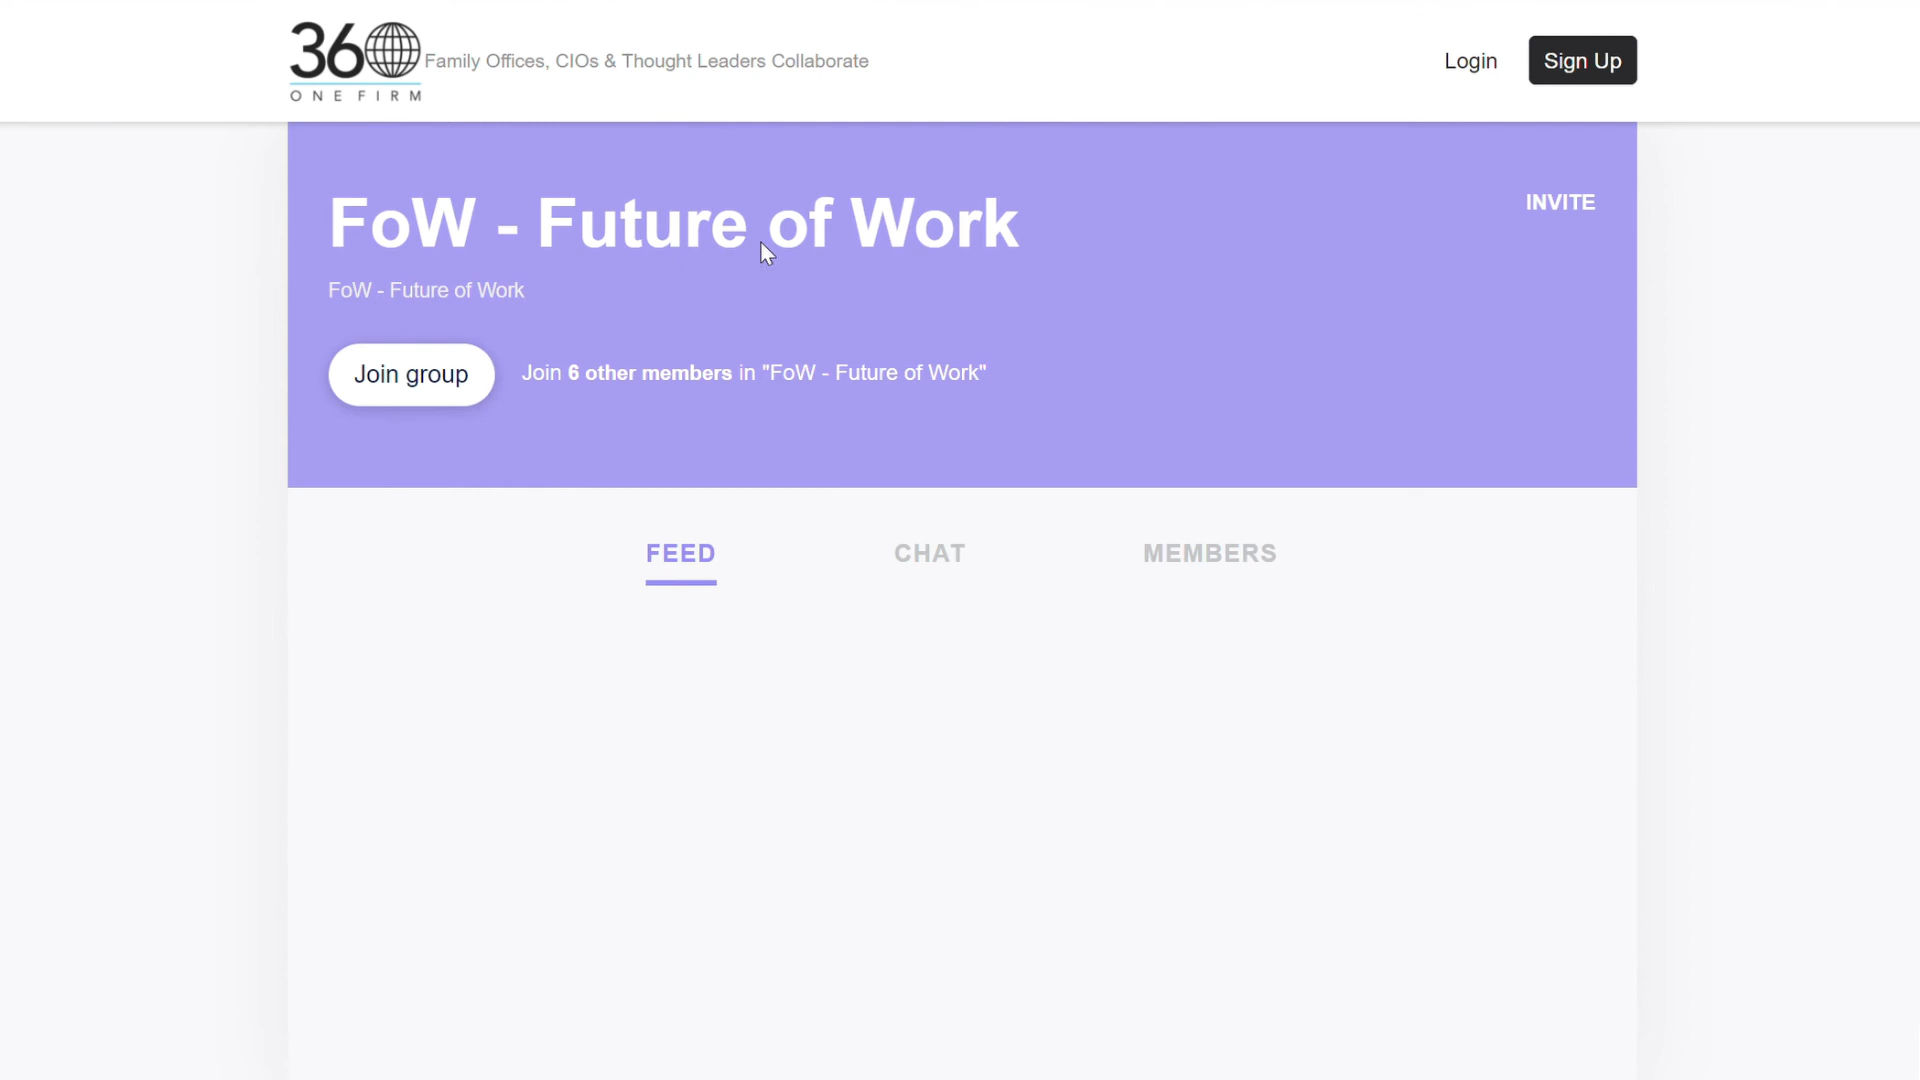 360
ONE FIRM
Family Offices, CIOs & Thought Leaders Collaborate
Login
Sign Up
FoW - Future of Work
INVITE
FoW - Future of Work
Join group
Join 6 other members in "FoW - Future of Work"
FEED
CHAT
MEMBERS